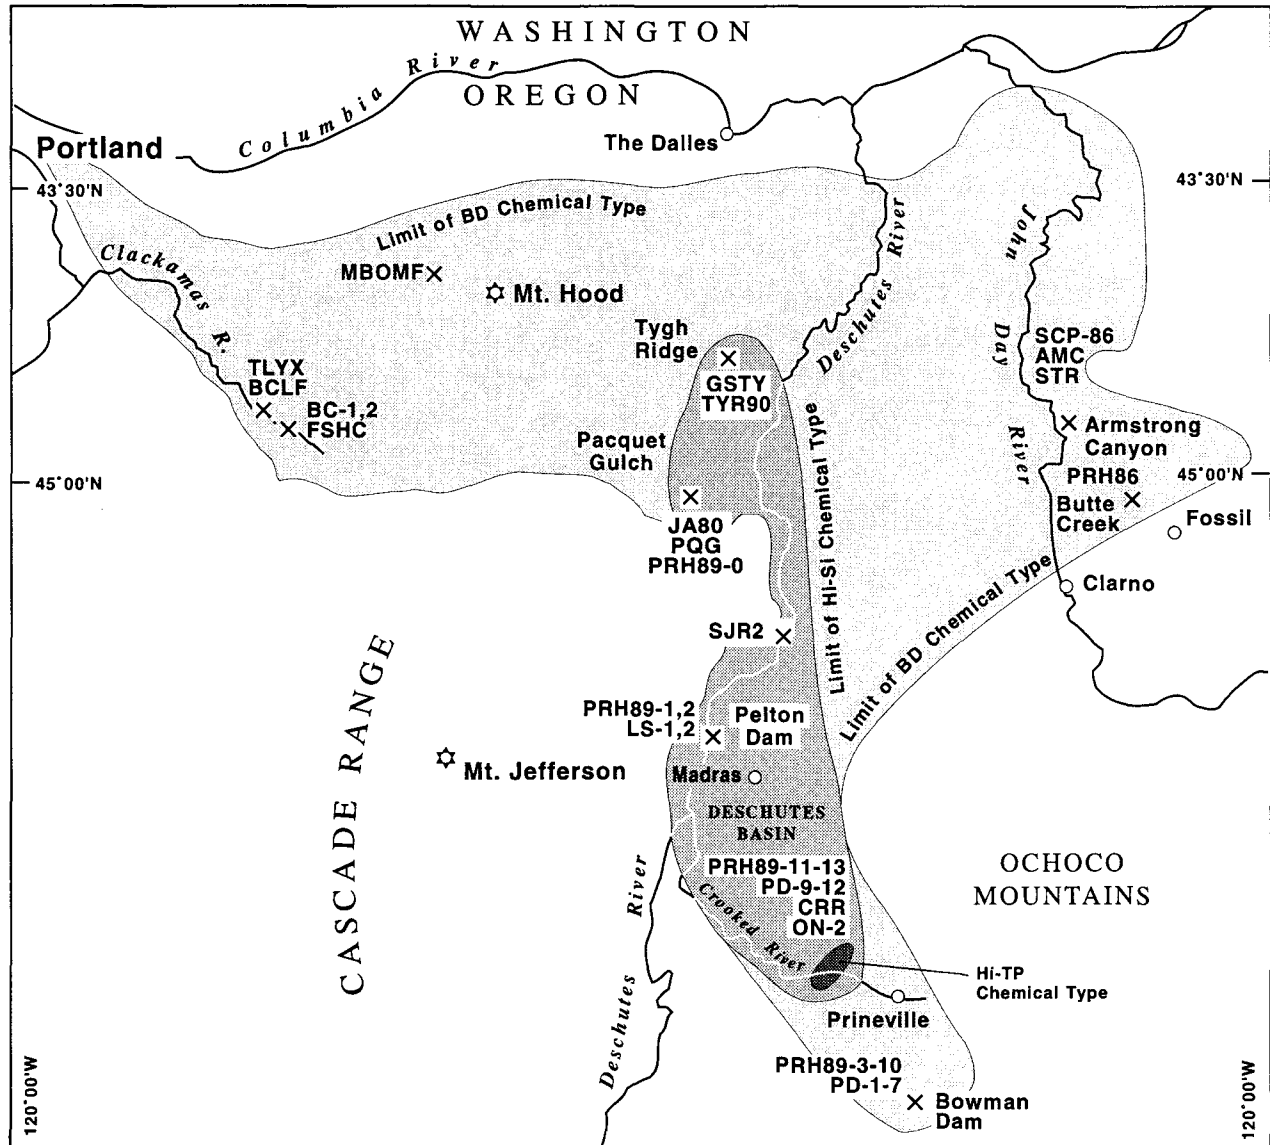 WASHINGTON
Columbia River
OREGON
The Dalles
Portland
43°30'N
43°30'N
Limit of BD Chemical Type
Clackamas R.
MBOMF
Mt. Hood
Deschutes River
John Day River
Tygh
Ridge
GSTY
TYR90
TLYX
BCLF
BC-1,2
FSHC
SCP-86
AMC
STR
Armstrong
Canyon
Pacquet
Gulch
Limit of Hi-Si Chemical Type
PRH86
Butte
Creek
45°00'N
45°00'N
Fossil
JA80
PQG
PRH89-0
Clarno
Limit of BD Chemical Type
SJR2
CASCADE RANGE
PRH89-1,2
LS-1,2
Pelton
Dam
Mt. Jefferson
Madras
DESCHUTES
BASIN
OCHOCO
MOUNTAINS
PRH89-11-13
PD-9-12
CRR
ON-2
Crooked River
Deschutes River
Hi-TP
Chemical Type
Prineville
PRH89-3-10
PD-1-7
Bowman
Dam
120°00'W
120°00'W